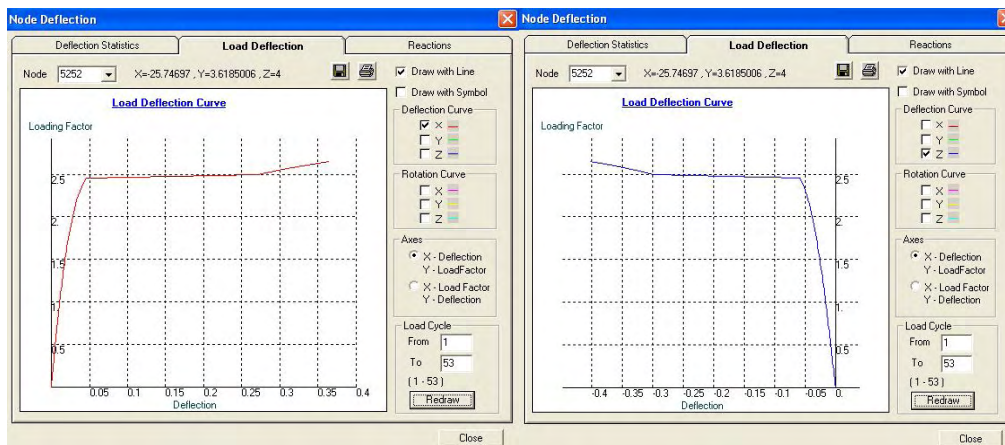 Node Deflection
Deflection Statistics
Load Deflection
Reactions
Node 5252 X=-25.74697 , Y=3.6185006 , Z=4
Draw with Line
Draw with Symbol
Load Deflection Curve
Loading Factor
2.5
2.
1.5
1.
0.5
0.05 0.1 0.15 0.2 0.25 0.3 0.35 0.4
Deflection
Deflection Curve
X
Y
Z
Rotation Curve
X
Y
Z
Axes
X - Deflection
Y - LoadFactor
X - Load Factor
Y - Deflection
Load Cycle
From 1
To 53
( 1 - 53 )
Redraw
Close
Node Deflection
Deflection Statistics
Load Deflection
Reactions
Node 5252 X=-25.74697 , Y=3.6185006 , Z=4
Draw with Line
Draw with Symbol
Load Deflection Curve
Loading Factor
2.5
2.
1.5
1.
0.5
-0.4 -0.35 -0.3 -0.25 -0.2 -0.15 -0.1 -0.05 0.
Deflection
Deflection Curve
X
Y
Z
Rotation Curve
X
Y
Z
Axes
X - Deflection
Y - LoadFactor
X - Load Factor
Y - Deflection
Load Cycle
From 1
To 53
( 1 - 53 )
Redraw
Close